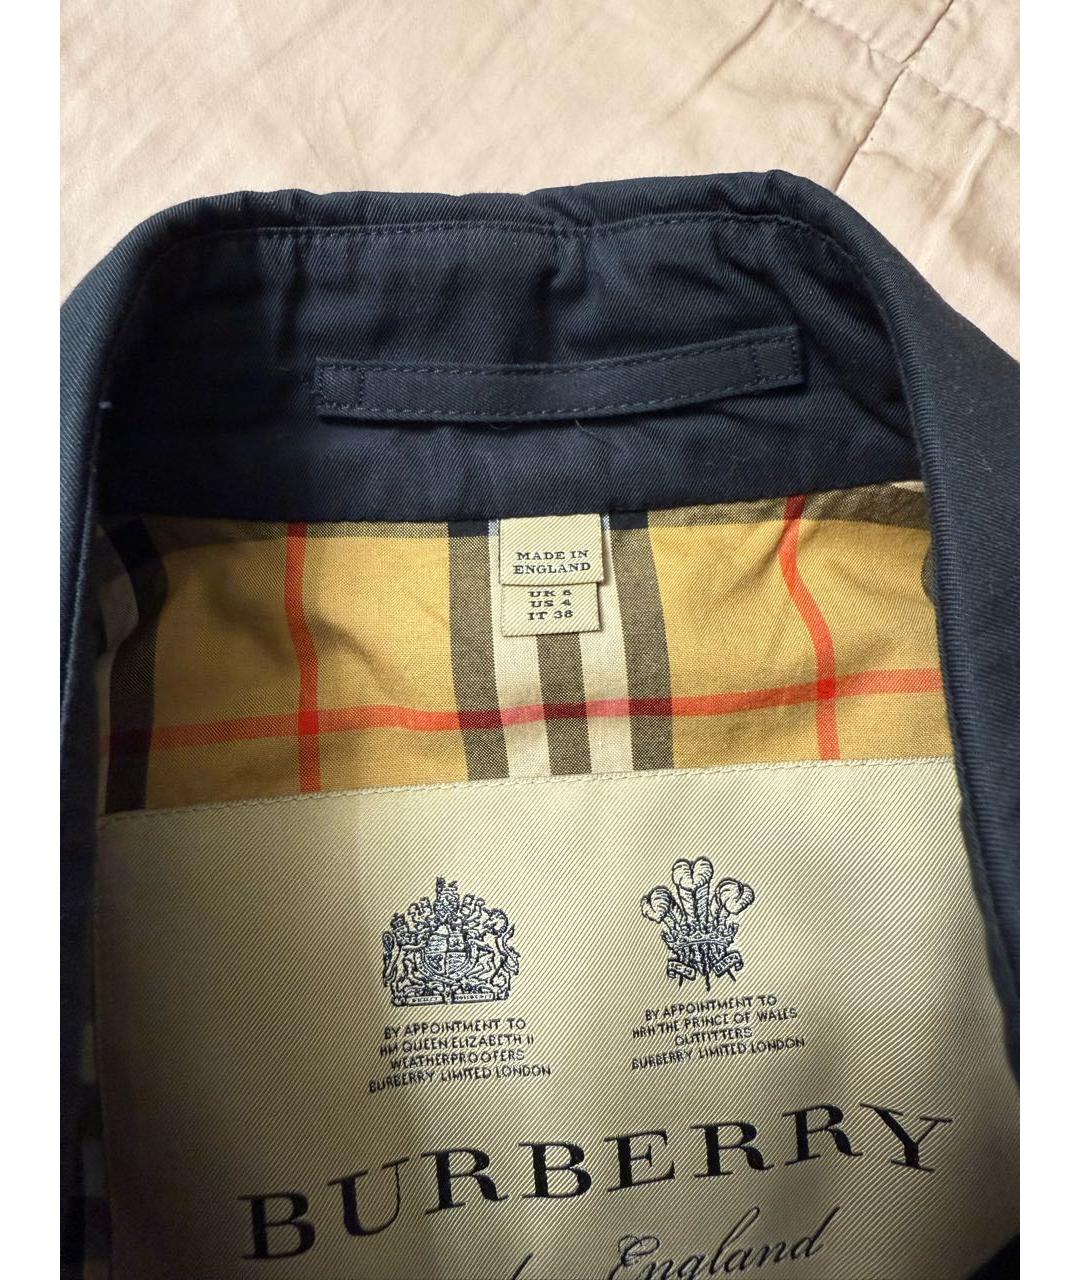 MADE IN
ENGLAND
UK 6
US 4
IT 38
BY APPOINTMENT TO
HM QUEEN ELIZABETH II
WEATHERPROOFERS
BURBERRY LIMITED LONDON
BY APPOINTMENT TO
HRH THE PRINCE OF WALES
OUTFITTERS
BURBERRY LIMITED LONDON
BURBERRY
England